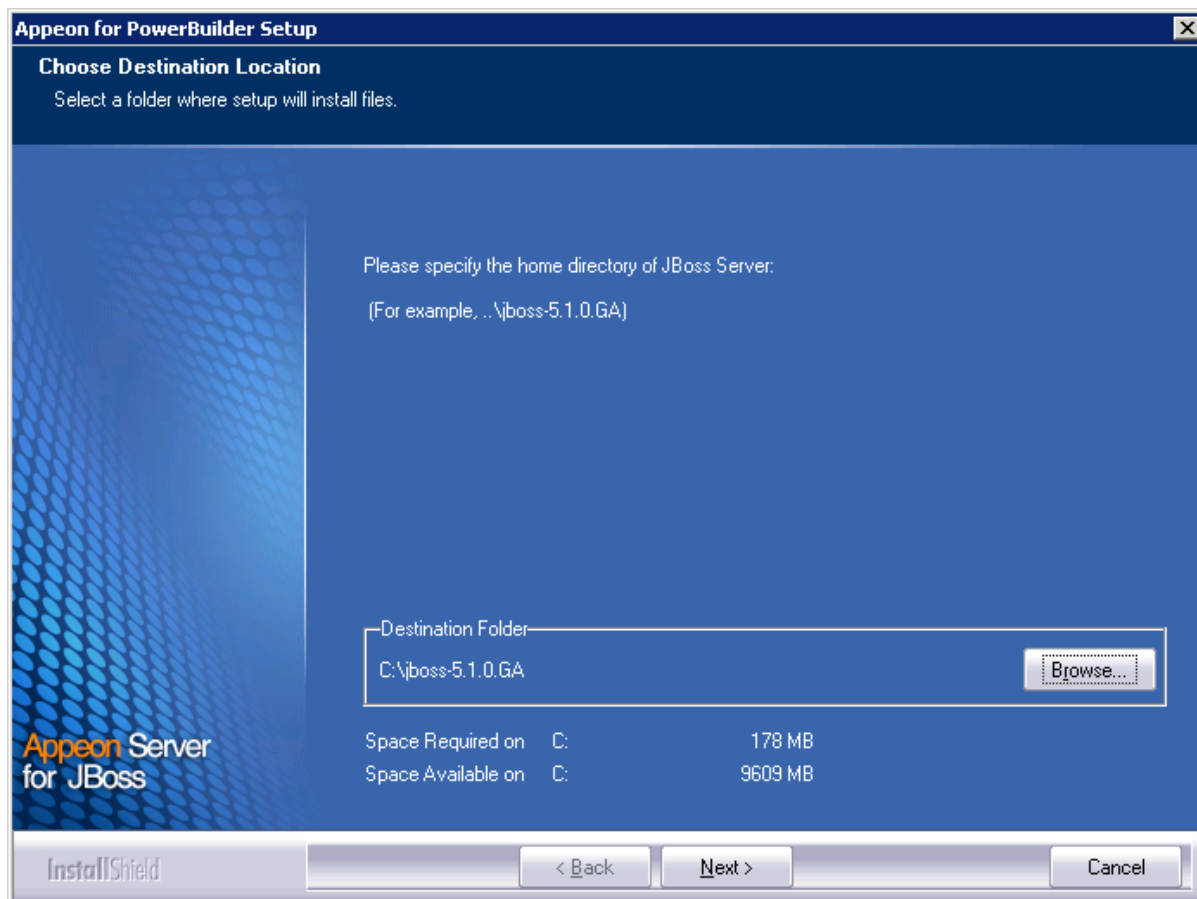 Appeon for PowerBuilder Setup
Choose Destination Location
Select a folder where setup will install files.
Please specify the home directory of JBoss Server:
(For example, ..\jboss-5.1.0.GA)
Destination Folder
C:\jboss-5.1.0.GA
Browse...
Space Required on C: 178 MB
Space Available on C: 9609 MB
Appeon Server
for JBoss
InstallShield
< Back
Next >
Cancel